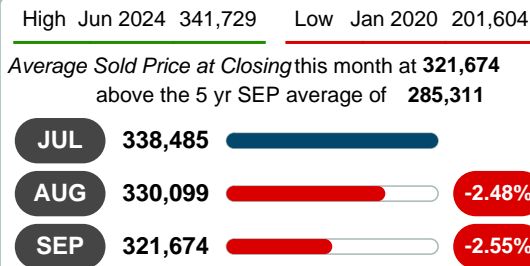 High Jun 2024 341,729 Low Jan 2020 201,604
Average Sold Price at Closing this month at 321,674
above the 5 yr SEP average of 285,311
JUL 338,485
AUG 330,099 -2.48%
SEP 321,674 -2.55%